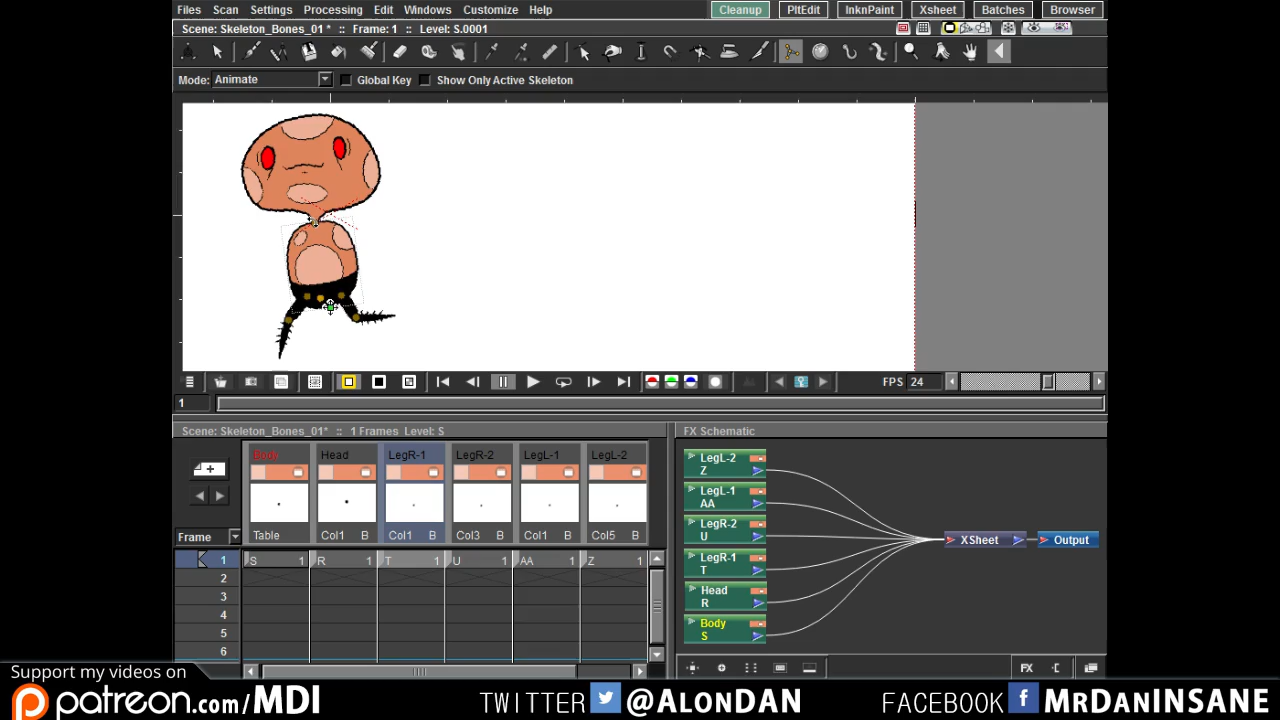 Files Scan Settings Processing Edit Windows Customize Help Cleanup PltEdit InknPaint Xsheet Batches Browser
Scene: Skeleton_Bones_01 * :: Frame: 1 :: Level: S.0001
Mode: Animate Global Key Show Only Active Skeleton
FPS 24
1
Scene: Skeleton_Bones_01* :: 1 Frames Level: S
Body Head LegR-1 LegR-2 LegL-1 LegL-2
Table Col1 B Col1 B Col3 B Col1 B Col5 B
Frame
1 S 1 R 1 T 1 U 1 AA 1 Z 1
2
3
4
5
6
FX Schematic
LegL-2
Z
LegL-1
AA
LegR-2
U
LegR-1
T
Head
R
Body
S
XSheet
Output
FX
Support my videos on
patreon.com/MDI
TWITTER @AlonDAN FACEBOOK f MrDanINSANE